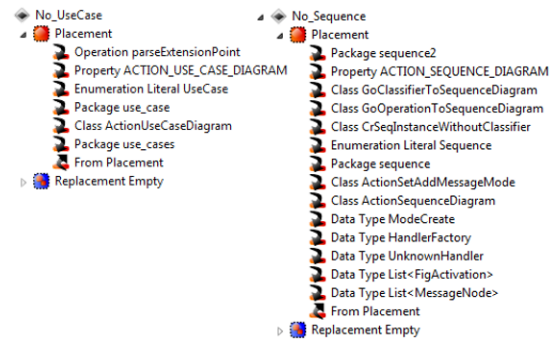 No_UseCase
Placement
Operation parseExtensionPoint
Property ACTION_USE_CASE_DIAGRAM
Enumeration Literal UseCase
Package use_case
Class ActionUseCaseDiagram
Package use_cases
From Placement
Replacement Empty
No_Sequence
Placement
Package sequence2
Property ACTION_SEQUENCE_DIAGRAM
Class GoClassifierToSequenceDiagram
Class GoOperationToSequenceDiagram
Class CrSeqInstanceWithoutClassifier
Enumeration Literal Sequence
Package sequence
Class ActionSetAddMessageMode
Class ActionSequenceDiagram
Data Type ModeCreate
Data Type HandlerFactory
Data Type UnknownHandler
Data Type List<FigActivation>
Data Type List<MessageNode>
From Placement
Replacement Empty